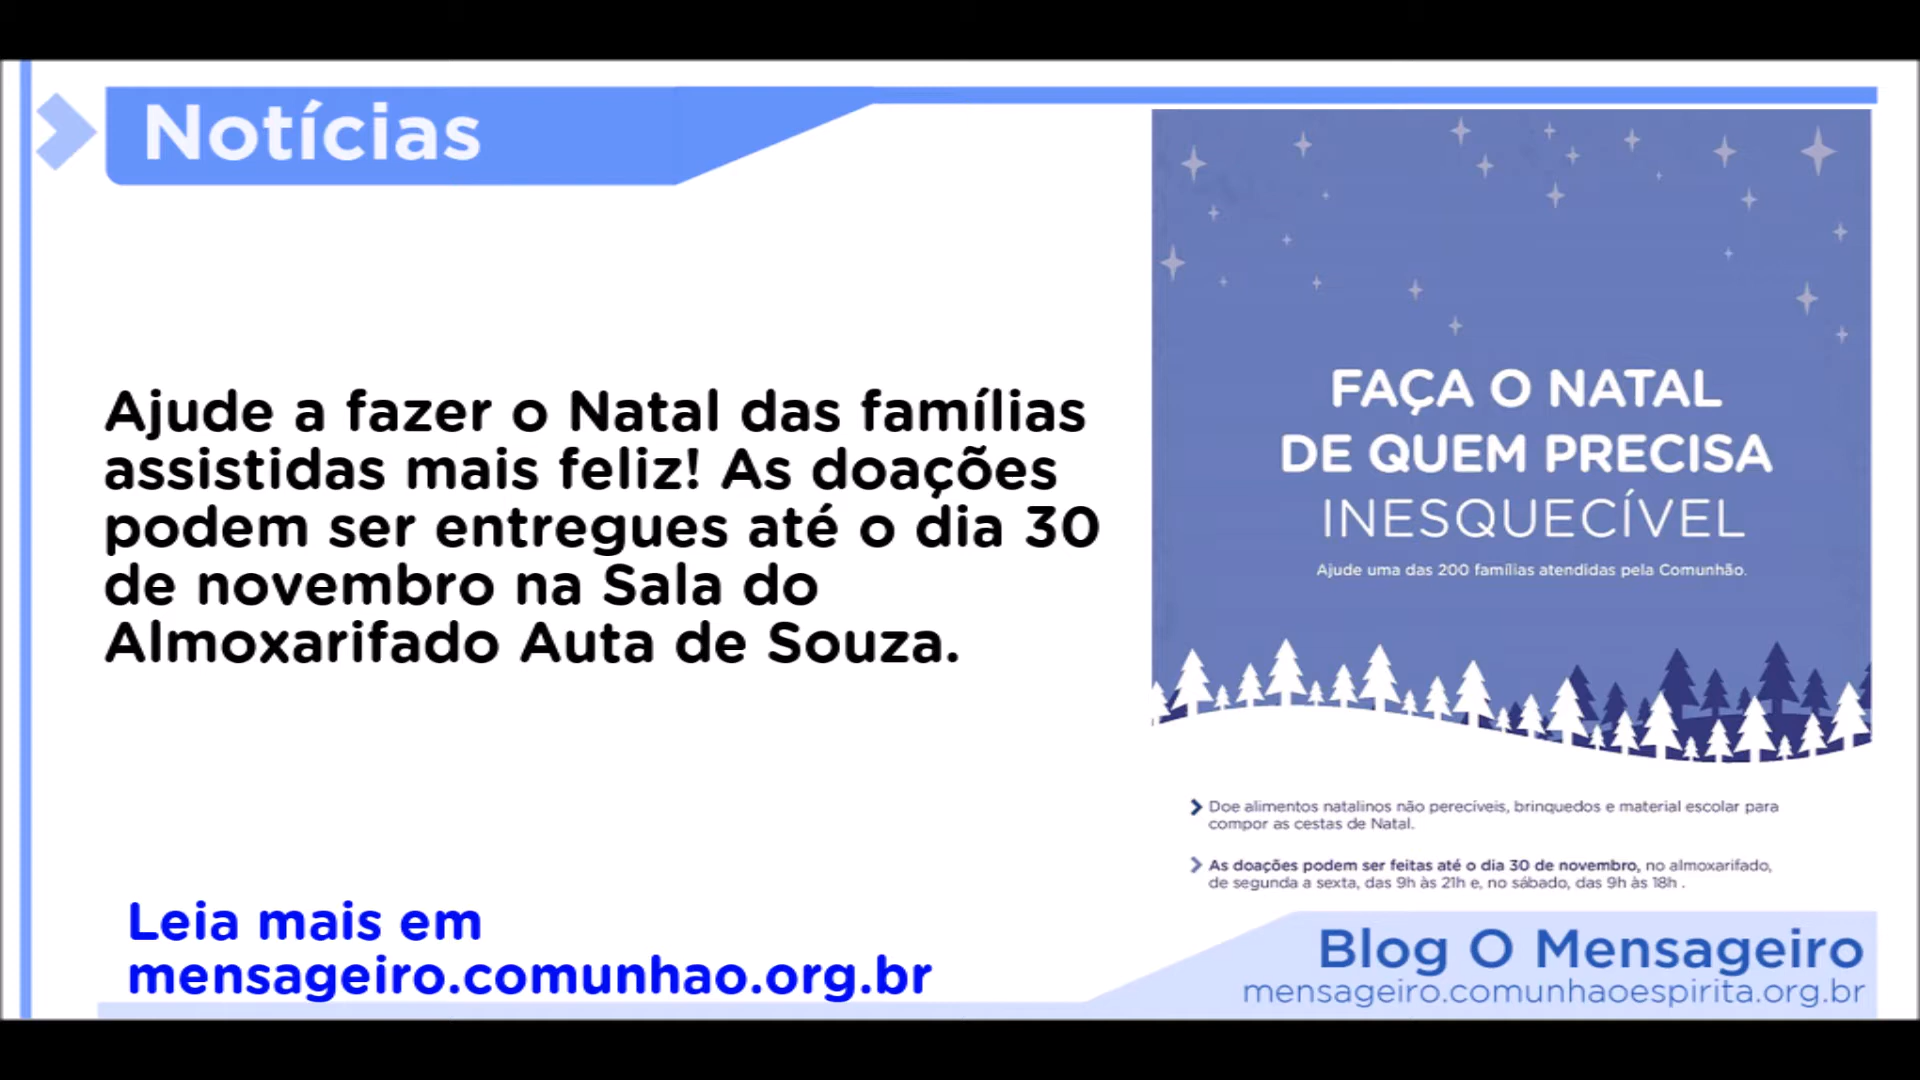 Notícias
Ajude a fazer o Natal das famílias
assistidas mais feliz! As doações
podem ser entregues até o dia 30
de novembro na Sala do
Almoxarifado Auta de Souza.
Leia mais em
mensageiro.comunhao.org.br
FAÇA O NATAL
DE QUEM PRECISA
INESQUECÍVEL
Ajude uma das 200 famílias atendidas pela Comunhão.
Doe alimentos natalinos não perecíveis, brinquedos e material escolar para
compor as cestas de Natal.
As doações podem ser feitas até o dia 30 de novembro, no almoxarifado,
de segunda a sexta, das 9h às 21h e, no sábado, das 9h às 18h .
Blog O Mensageiro
mensageiro.comunhaoespirita.org.br